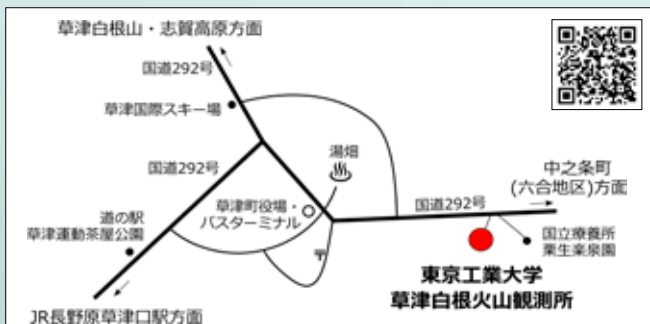 草津白根山・志賀高原方面
国道292号
草津国際スキー場
国道292号
湯畑
中之条町
(六合地区)方面
草津町役場・
バスターミナル
国道292号
道の駅
草津運動茶屋公園
〒
国立療養所
栗生楽泉園
東京工業大学
草津白根火山観測所
JR長野原草津口駅方面